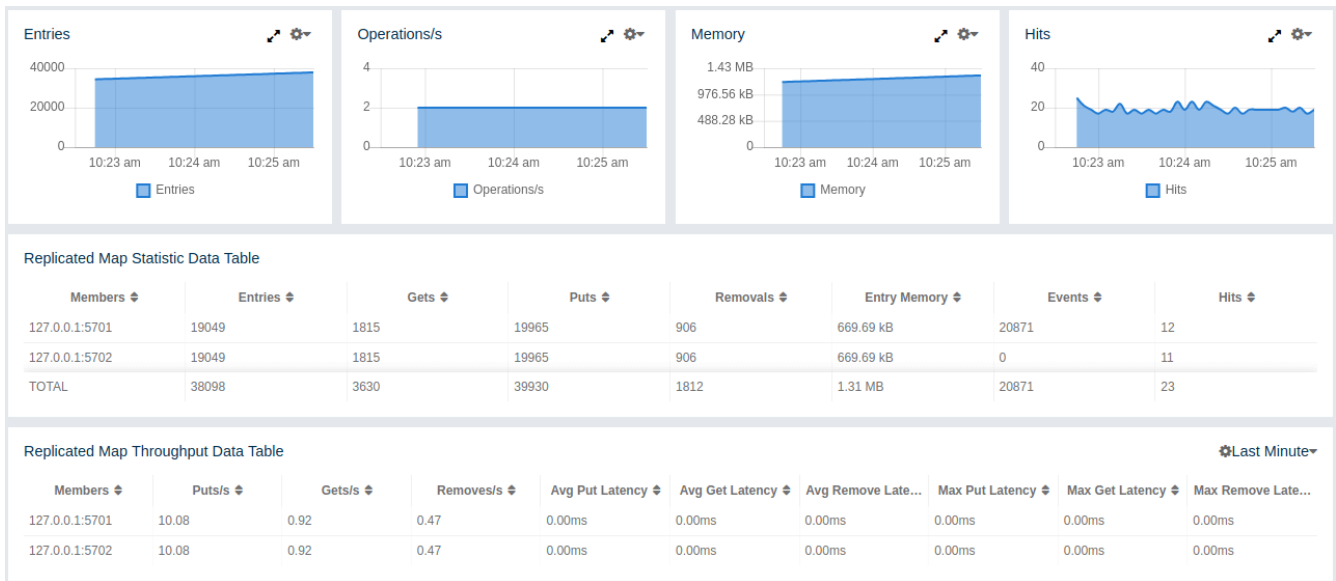 Entries Operations/s Memory Hits
40000 4 1.43 MB 40
976.56 kB
20000 2 20
488.28 kB
0 0 0 0
10:23 am 10:24 am 10:25 am 10:23 am 10:24 am 10:25 am 10:23 am 10:24 am 10:25 am 10:23 am 10:24 am 10:25 am
Entries Operations/s Memory Hits
Replicated Map Statistic Data Table
Members Entries Gets Puts Removals Entry Memory Events Hits
127.0.0.1:5701 19049 1815 19965 906 669.69 kB 20871 12
127.0.0.1:5702 19049 1815 19965 906 669.69 kB 0 11
TOTAL 38098 3630 39930 1812 1.31 MB 20871 23
Replicated Map Throughput Data Table Last Minute
Members Puts/s Gets/s Removes/s Avg Put Latency Avg Get Latency Avg Remove Late... Max Put Latency Max Get Latency Max Remove Late...
127.0.0.1:5701 10.08 0.92 0.47 0.00ms 0.00ms 0.00ms 0.00ms 0.00ms 0.00ms
127.0.0.1:5702 10.08 0.92 0.47 0.00ms 0.00ms 0.00ms 0.00ms 0.00ms 0.00ms